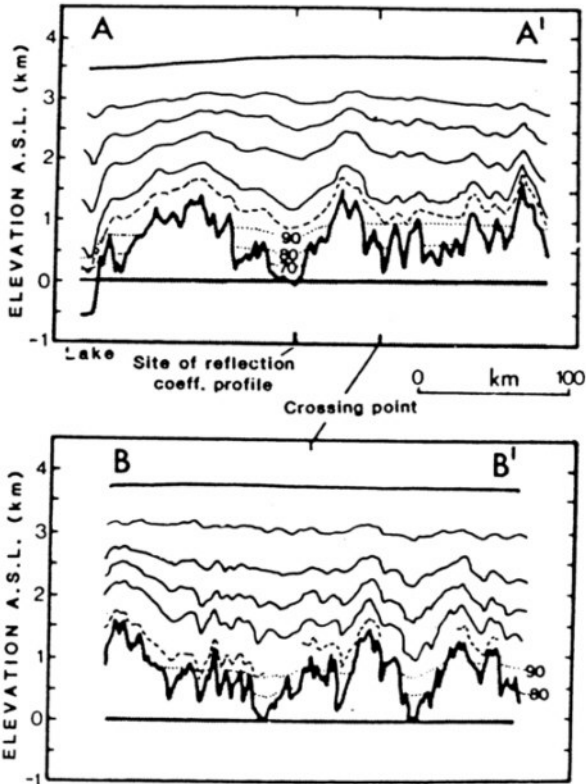 A A'
ELEVATION A.S.L. (km)
4
3
2
1
0
-1
90
80
70
Lake
Site of reflection
coeff. profile
Crossing point
0 km 100
B B'
ELEVATION A.S.L. (km)
4
3
2
1
0
-1
90
80